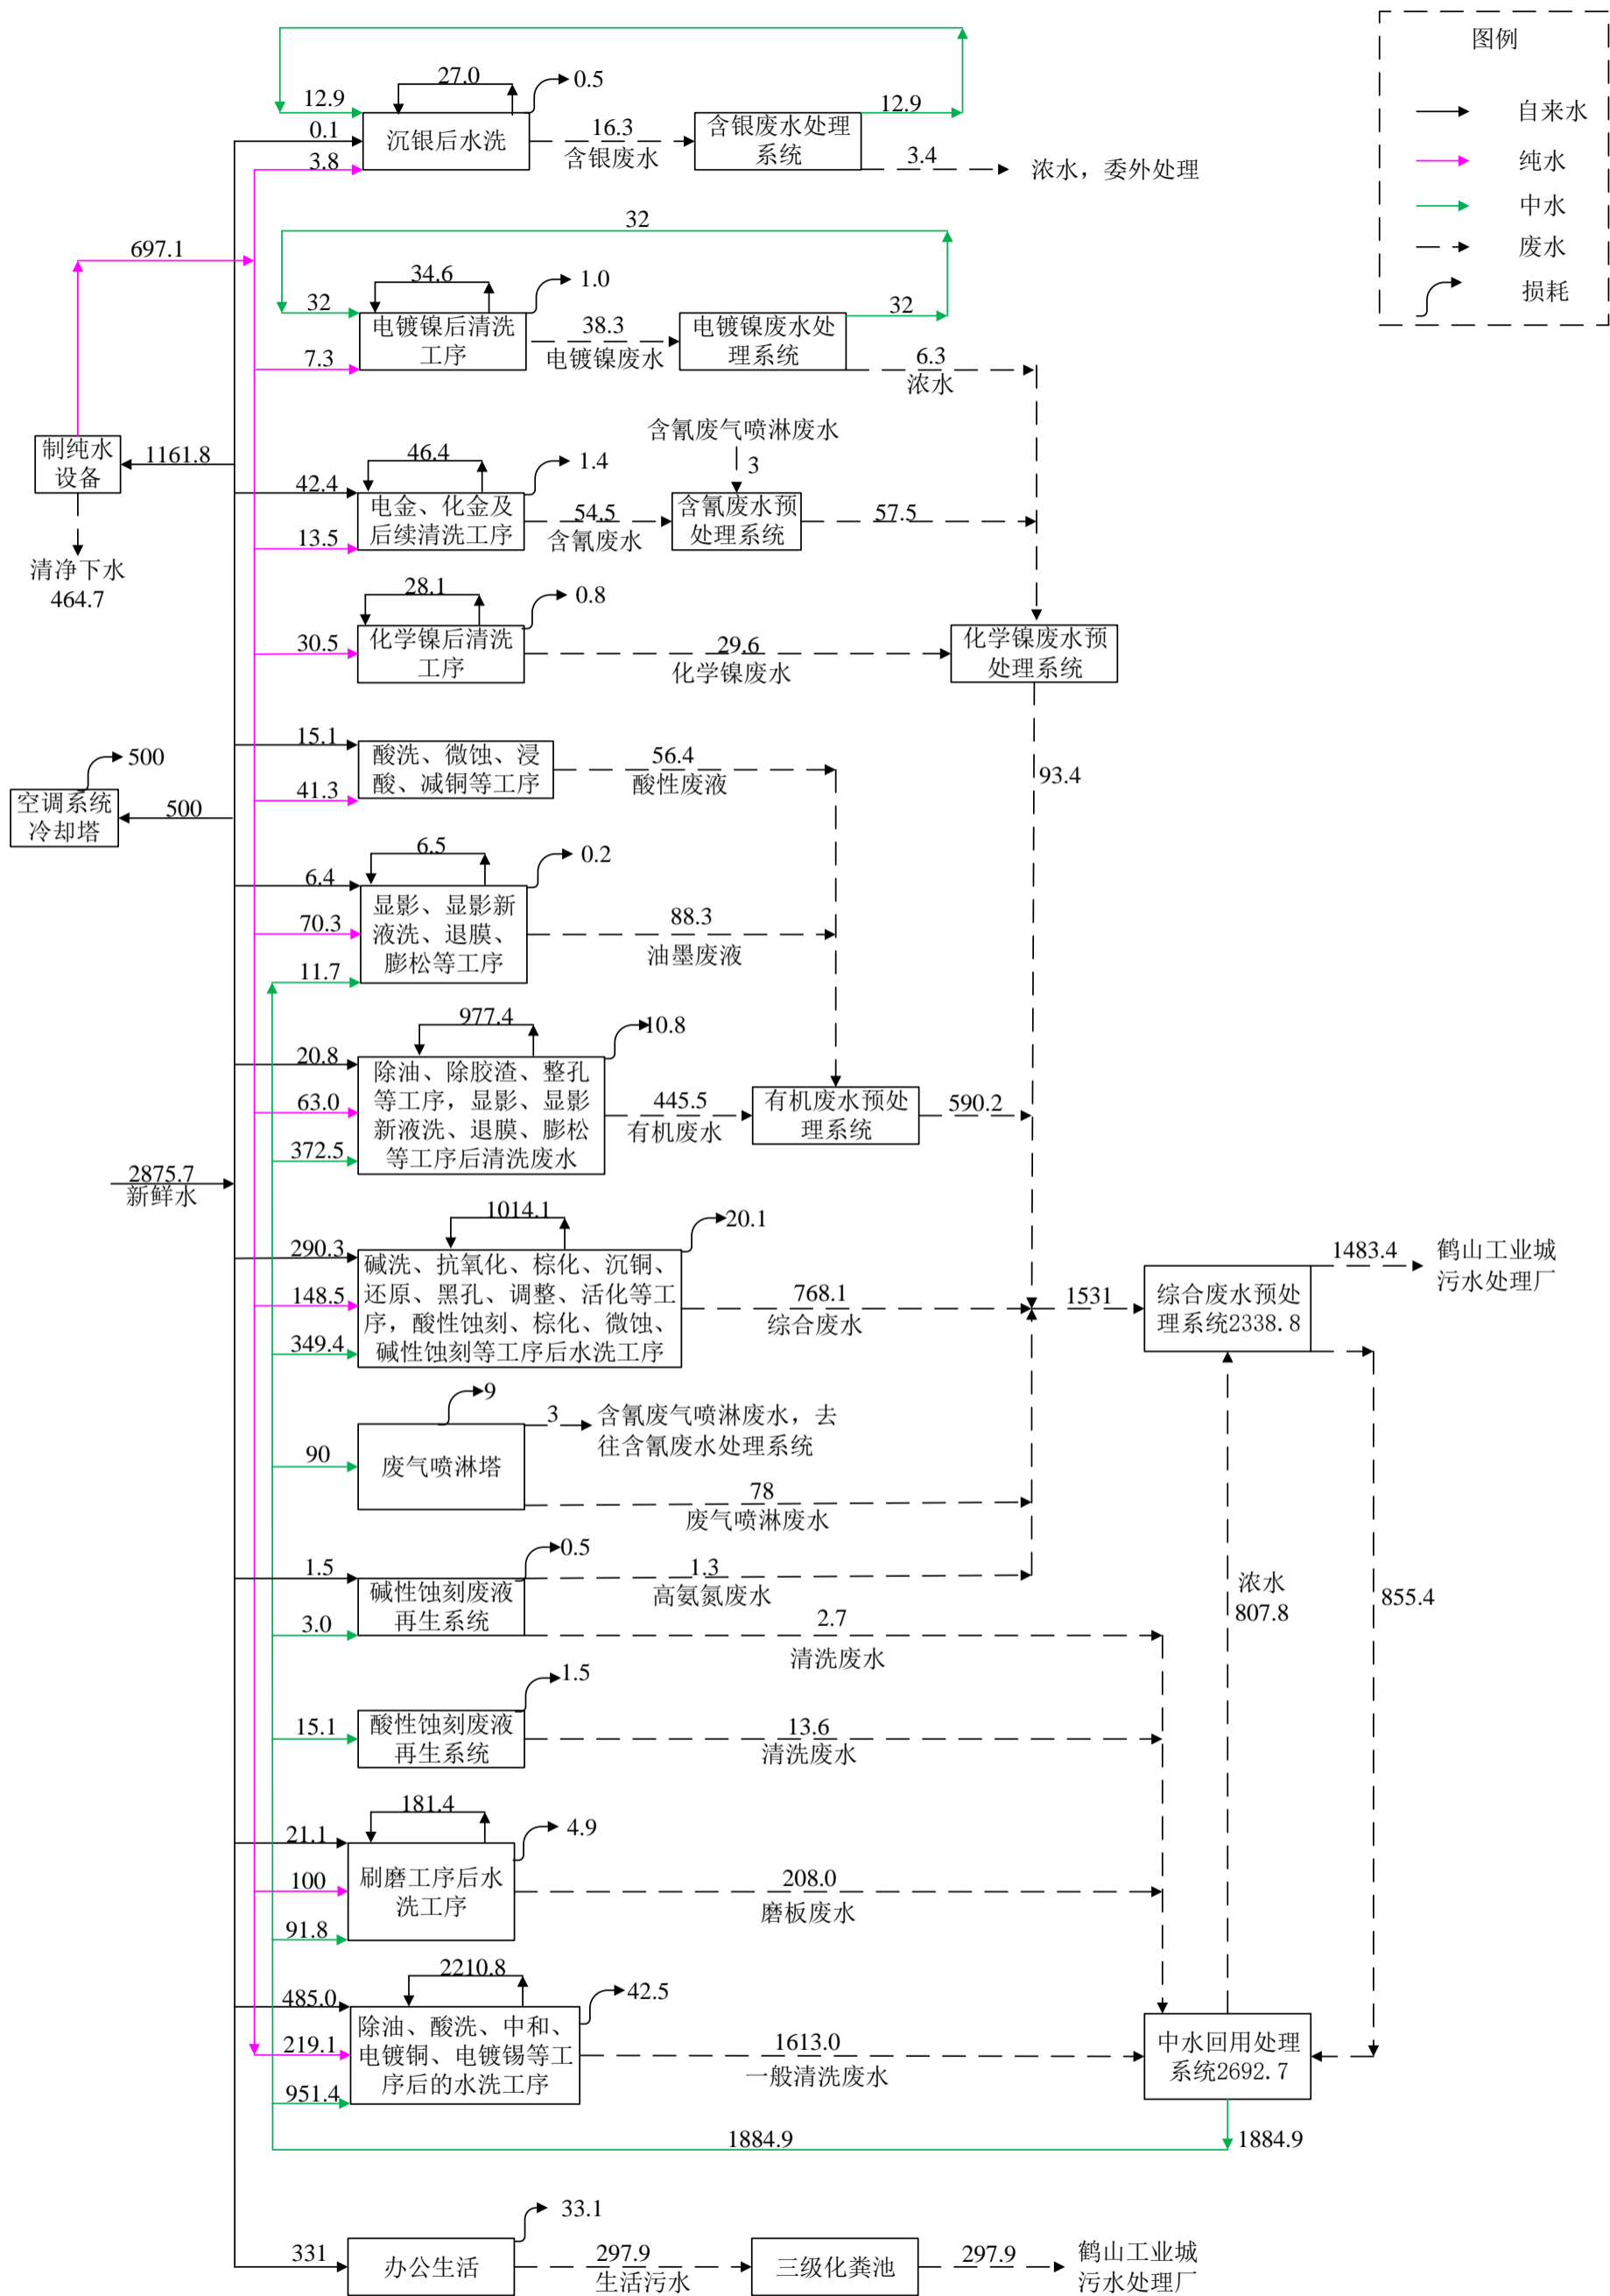 图例
自来水
纯水
中水
废水
损耗
27.0
0.5
12.9
0.1
3.8
沉银后水洗
16.3
含银废水
含银废水处理
系统
12.9
3.4
浓水，委外处理
697.1
32
34.6
1.0
32
7.3
电镀镍后清洗
工序
38.3
电镀镍废水
电镀镍废水处
理系统
32
6.3
浓水
制纯水
设备
1161.8
清净下水
464.7
含氰废气喷淋废水
3
46.4
1.4
42.4
13.5
电金、化金及
后续清洗工序
54.5
含氰废水
含氰废水预
处理系统
57.5
28.1
0.8
30.5
化学镍后清洗
工序
29.6
化学镍废水
化学镍废水预
处理系统
93.4
15.1
41.3
酸洗、微蚀、浸
酸、减铜等工序
56.4
酸性废液
500
空调系统
冷却塔
500
6.5
0.2
6.4
70.3
11.7
显影、显影新
液洗、退膜、
膨松等工序
88.3
油墨废液
977.4
10.8
20.8
63.0
372.5
除油、除胶渣、整孔
等工序，显影、显影
新液洗、退膜、膨松
等工序后清洗废水
445.5
有机废水
有机废水预处
理系统
590.2
2875.7
新鲜水
1014.1
20.1
290.3
148.5
349.4
碱洗、抗氧化、棕化、沉铜、
还原、黑孔、调整、活化等工
序，酸性蚀刻、棕化、微蚀、
碱性蚀刻等工序后水洗工序
768.1
综合废水
1531
综合废水预处
理系统2338.8
1483.4
鹤山工业城
污水处理厂
9
90
废气喷淋塔
3
含氰废气喷淋废水，去
往含氰废水处理系统
78
废气喷淋废水
0.5
1.5
3.0
碱性蚀刻废液
再生系统
1.3
高氨氮废水
2.7
清洗废水
浓水
807.8
855.4
1.5
15.1
酸性蚀刻废液
再生系统
13.6
清洗废水
181.4
4.9
21.1
100
91.8
刷磨工序后水
洗工序
208.0
磨板废水
2210.8
42.5
485.0
219.1
951.4
除油、酸洗、中和、
电镀铜、电镀锡等工
序后的水洗工序
1613.0
一般清洗废水
中水回用处理
系统2692.7
1884.9
1884.9
33.1
331
办公生活
297.9
生活污水
三级化粪池
297.9
鹤山工业城
污水处理厂